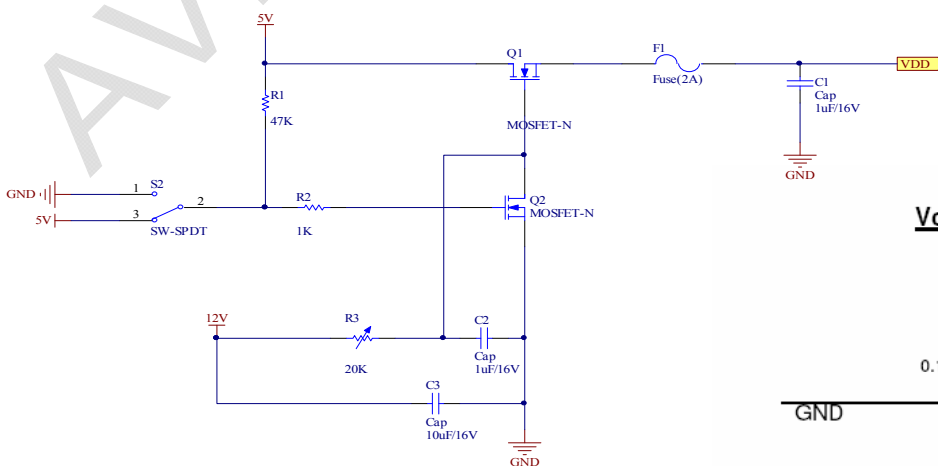 AV
5V
Q1
F1
Fuse(2A)
VDD
C1
Cap
1uF/16V
R1
47K
MOSFET-N
GND
GND
1
S2
2
3
5V
SW-SPDT
R2
1K
Q2
MOSFET-N
12V
R3
20K
C2
Cap
1uF/16V
C3
Cap
10uF/16V
GND
0.
GND